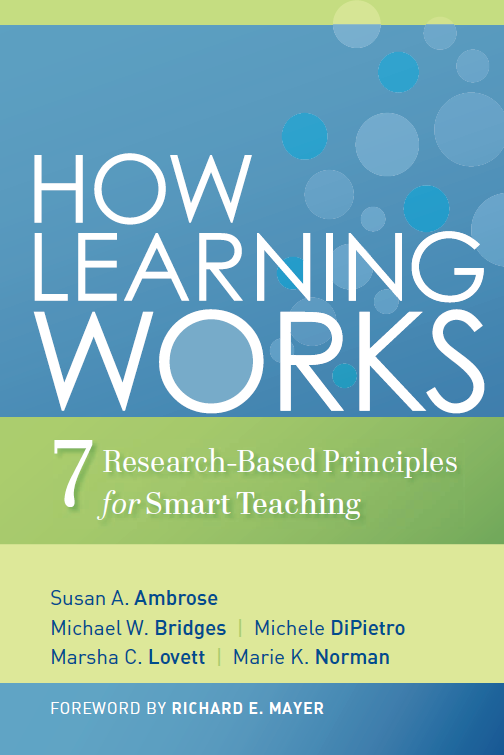 HOW
LEARNING
WORKS
7 Research-Based Principles
for Smart Teaching
Susan A. Ambrose
Michael W. Bridges | Michele DiPietro
Marsha C. Lovett | Marie K. Norman
FOREWORD BY RICHARD E. MAYER